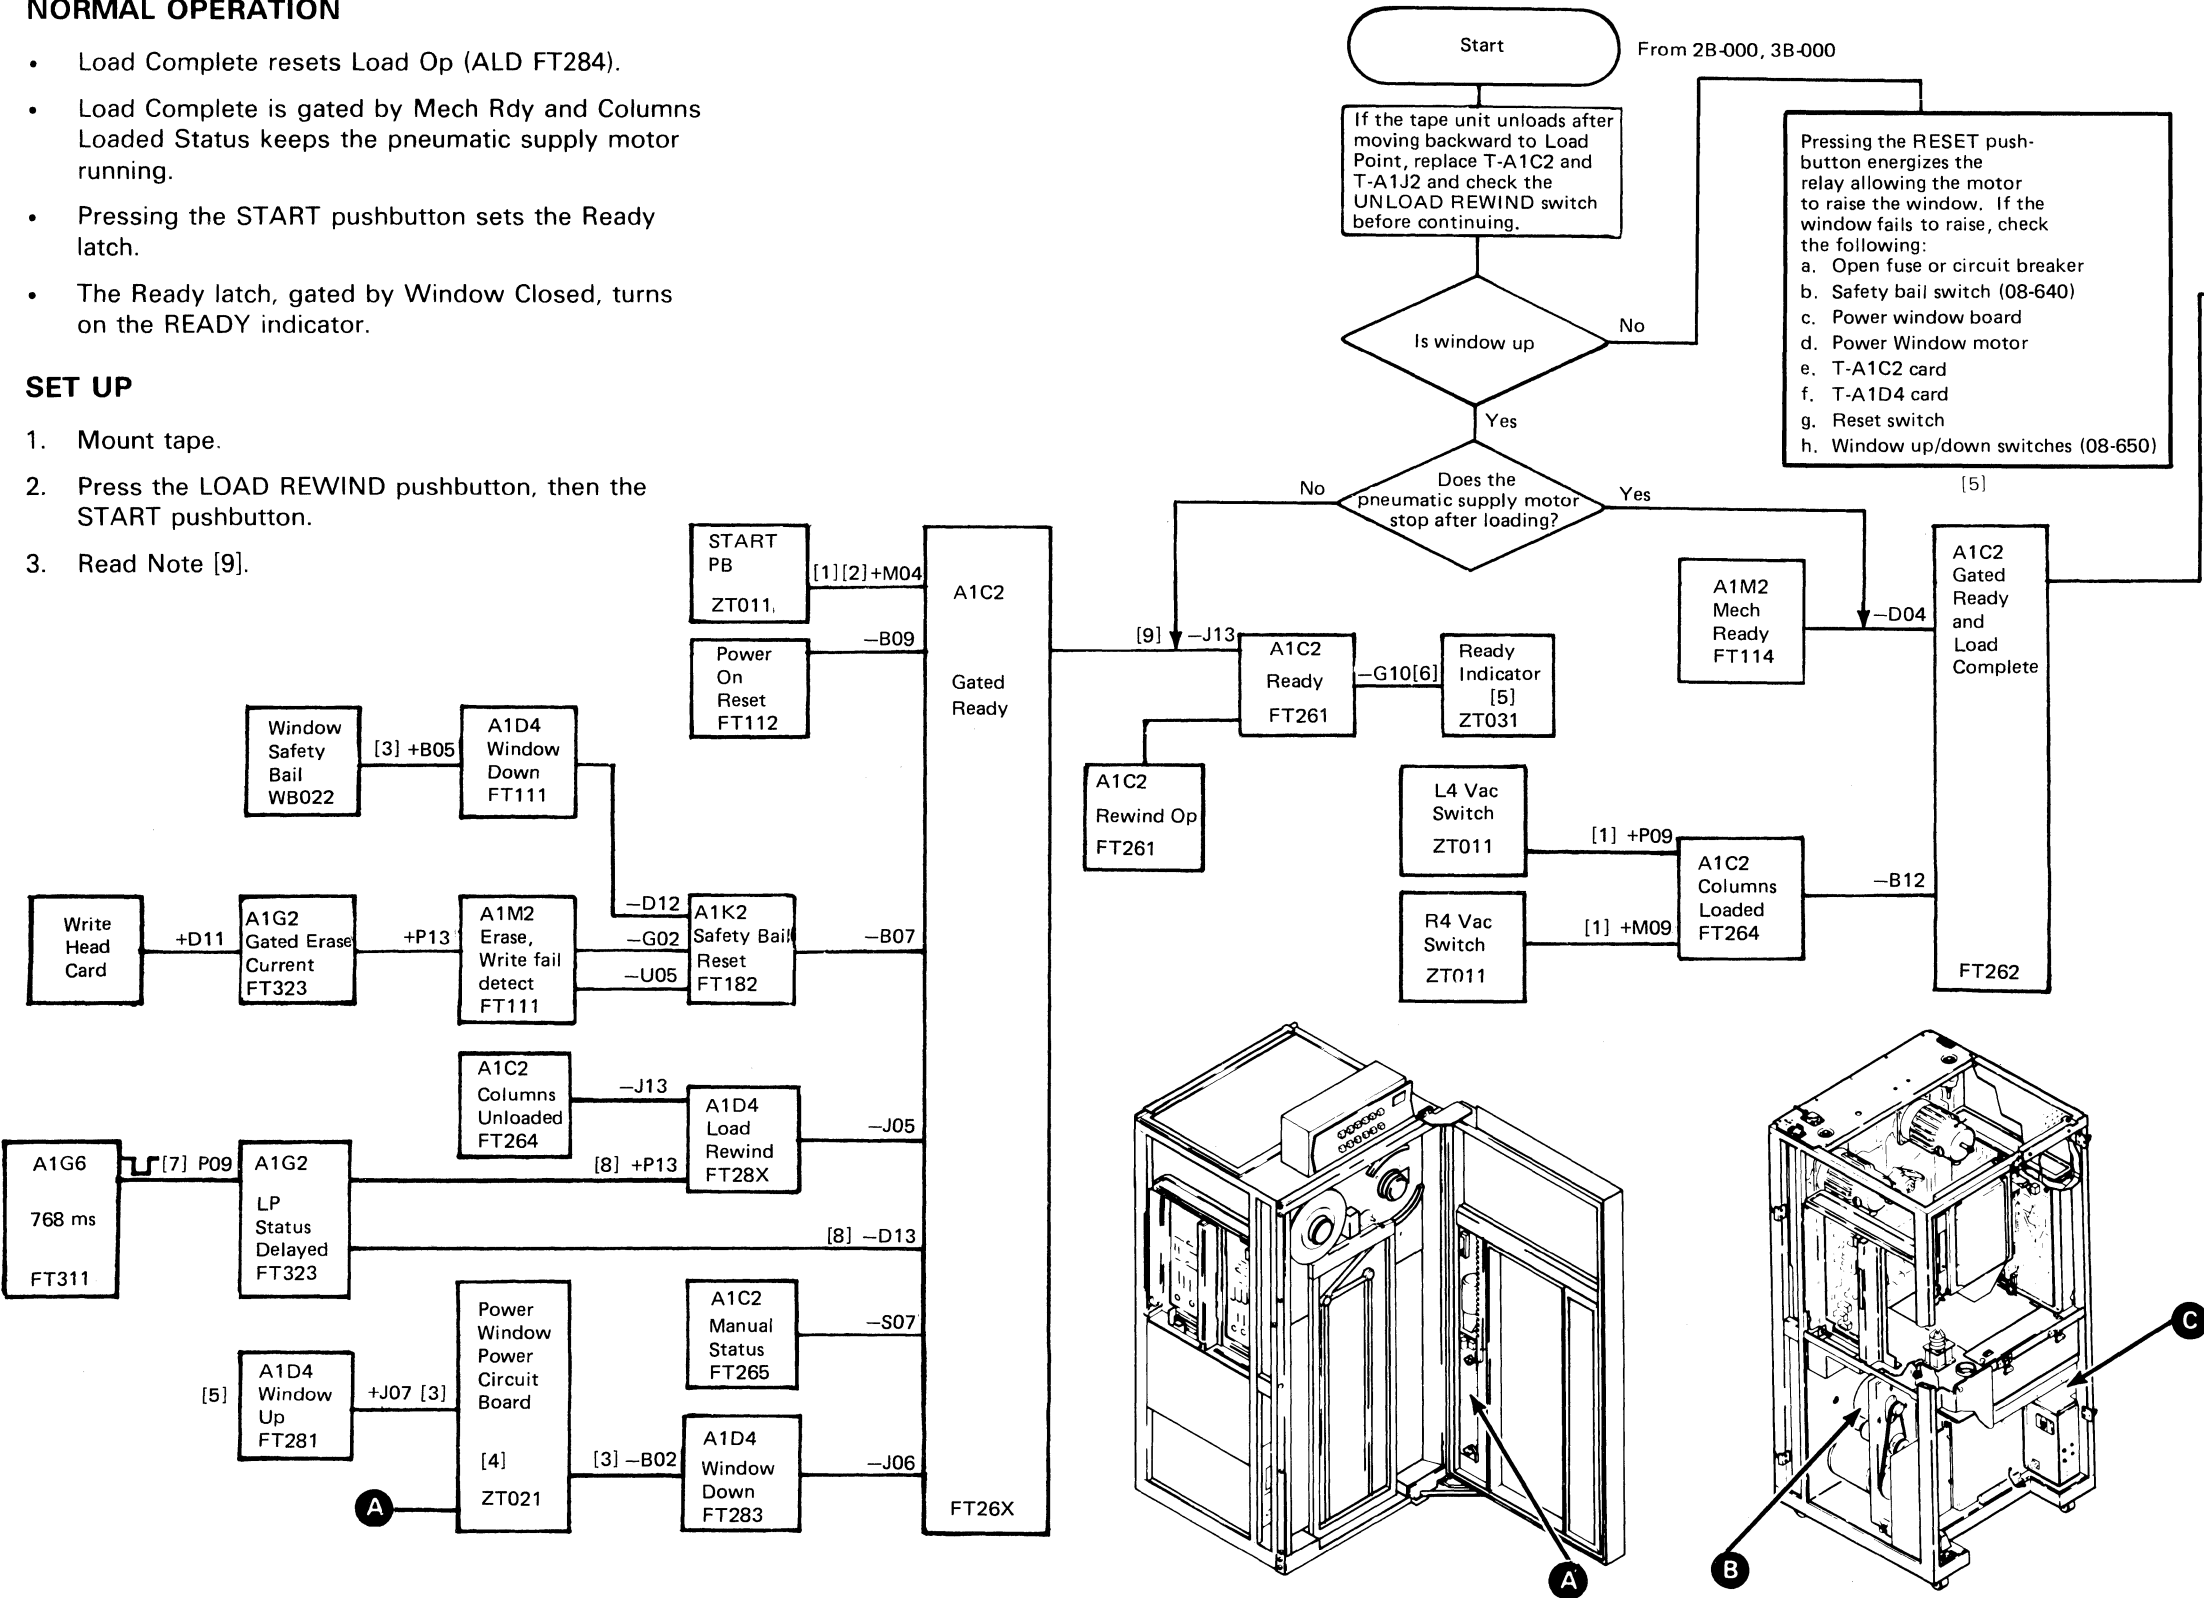 NORMAL OPERATION
• Load Complete resets Load Op (ALD FT284).
• Load Complete is gated by Mech Rdy and Columns
Loaded Status keeps the pneumatic supply motor
running.
• Pressing the START pushbutton sets the Ready
latch.
• The Ready latch, gated by Window Closed, turns
on the READY indicator.
SET UP
1. Mount tape.
2. Press the LOAD REWIND pushbutton, then the
START pushbutton.
3. Read Note [9].
Start
From 2B-000, 3B-000
If the tape unit unloads after
moving backward to Load
Point, replace T-A1C2 and
T-A1J2 and check the
UNLOAD REWIND switch
before continuing.
Is window up
No
Yes
Pressing the RESET push-
button energizes the
relay allowing the motor
to raise the window. If the
window fails to raise, check
the following:
a. Open fuse or circuit breaker
b. Safety bail switch (08-640)
c. Power window board
d. Power Window motor
e. T-A1C2 card
f. T-A1D4 card
g. Reset switch
h. Window up/down switches (08-650)
[5]
Does the
pneumatic supply motor
stop after loading?
No
Yes
START
PB
ZT011
[1] [2] +M04
Power
On
Reset
FT112
−B09
A1C2
Gated
Ready
FT26X
[9] −J13
A1C2
Ready
FT261
−G10[6]
Ready
Indicator
[5]
ZT031
A1C2
Rewind Op
FT261
A1M2
Mech
Ready
FT114
−D04
A1C2
Gated
Ready
and
Load
Complete
FT262
L4 Vac
Switch
ZT011
[1] +P09
R4 Vac
Switch
ZT011
[1] +M09
A1C2
Columns
Loaded
FT264
−B12
Window
Safety
Bail
WB022
[3] +B05
A1D4
Window
Down
FT111
Write
Head
Card
+D11
A1G2
Gated Erase
Current
FT323
+P13
A1M2
Erase,
Write fail
detect
FT111
−D12
−G02
−U05
A1K2
Safety Bail
Reset
FT182
−B07
A1C2
Columns
Unloaded
FT264
−J13
A1D4
Load
Rewind
FT28X
−J05
A1G6
768 ms
FT311
[7] P09
A1G2
LP
Status
Delayed
FT323
[8] +P13
[8] −D13
A1C2
Manual
Status
FT265
−S07
[5]
A1D4
Window
Up
FT281
+J07 [3]
Power
Window
Power
Circuit
Board
[4]
ZT021
A
[3] −B02
A1D4
Window
Down
FT283
−J06
A
B
C